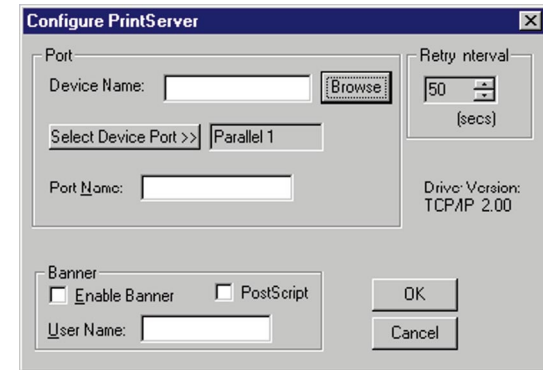 Configure PrintServer
Port
Device Name:
Browse
Select Device Port >>
Parallel 1
Port Name:
Retry nterval
50
(secs)
Driver Version:
TCP/IP 2.00
Banner
Enable Banner
PostScript
User Name:
OK
Cancel